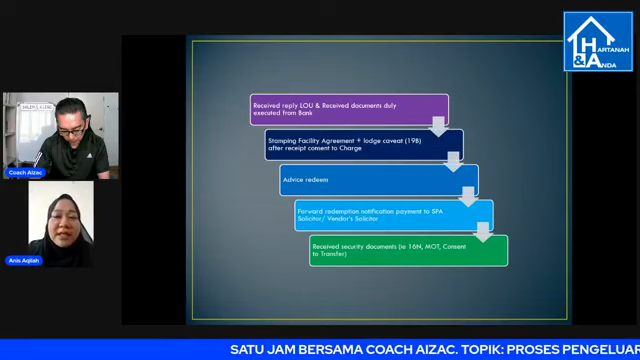 HARTANAH
& ANDA
Received reply LOU & Received documents duly
executed from Bank
Stamping Facility Agreement + lodge caveat (19B)
after receipt consent to Charge
Advice redeem
Forward redemption notification payment to SPA
Solicitor/ Vendor's Solicitor
Received security documents (ie 16N, MOT, Consent
to Transfer)
Coach Aizac
Anis Aqilah
SATU JAM BERSAMA COACH AIZAC. TOPIK: PROSES PENGELUAR